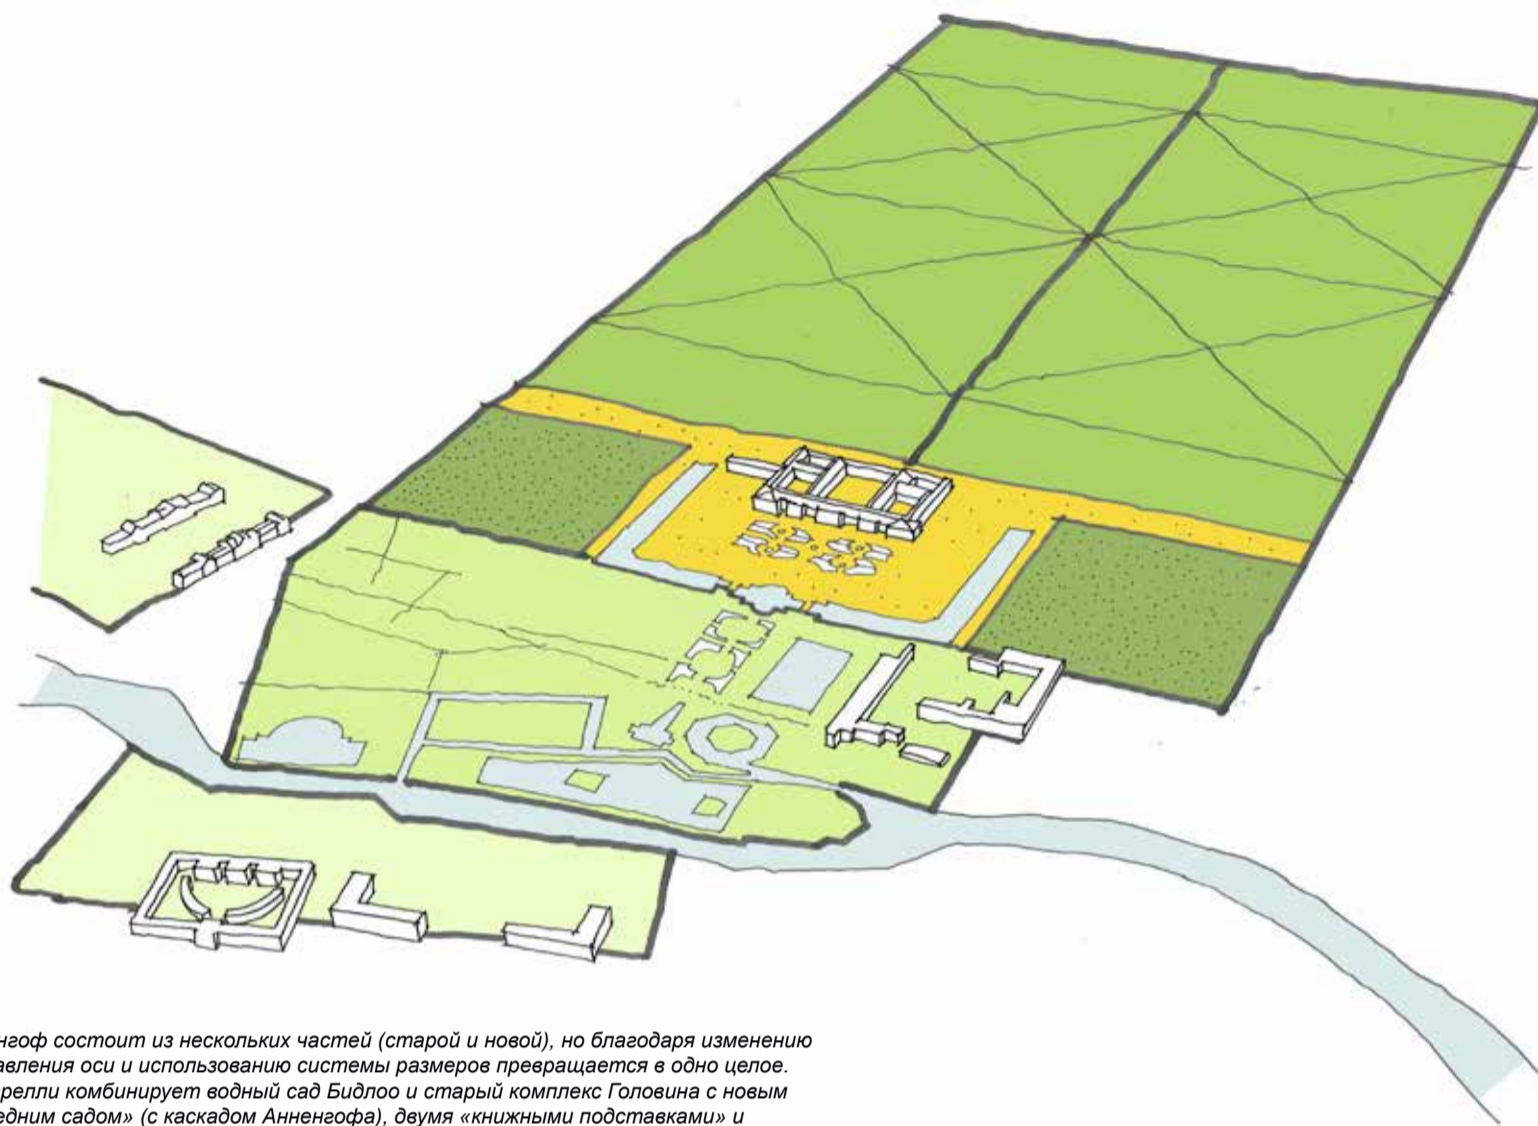 нгоф состоит из нескольких частей (старой и новой), но благодаря изменению
авления оси и использованию системы размеров превращается в одно целое.
релли комбинирует водный сад Бидлоо и старый комплекс Головина с новым
едним садом» (с каскадом Анненгофа), двумя «книжными подставками» и